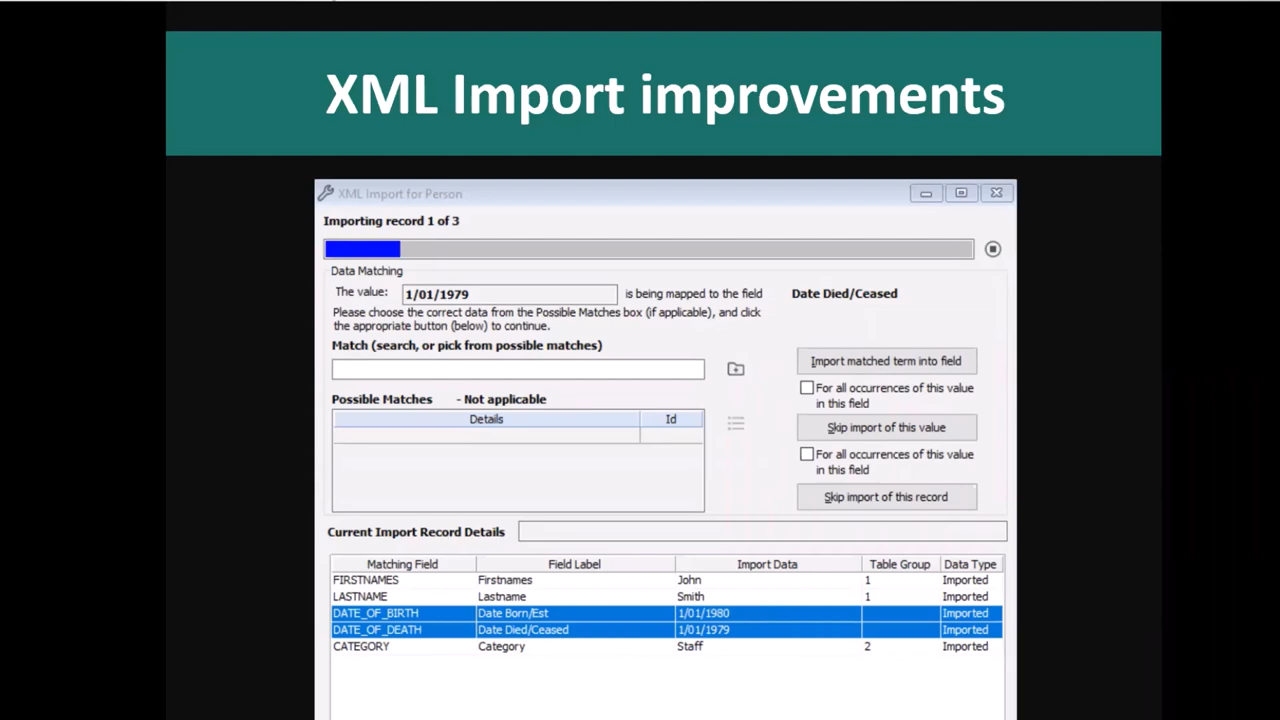 XML Import improvements
XML Import for Person
Importing record 1 of 3
Data Matching
The value: 1/01/1979 is being mapped to the field Date Died/Ceased
Please choose the correct data from the Possible Matches box (if applicable), and click
the appropriate button (below) to continue.
Match (search, or pick from possible matches)
Import matched term into field
For all occurrences of this value
in this field
Possible Matches - Not applicable
Details Id
Skip import of this value
For all occurrences of this value
in this field
Skip import of this record
Current Import Record Details
Matching Field Field Label Import Data Table Group Data Type
FIRSTNAMES Firstnames John 1 Imported
LASTNAME Lastname Smith 1 Imported
DATE_OF_BIRTH Date Born/Est 1/01/1980 Imported
DATE_OF_DEATH Date Died/Ceased 1/01/1979 Imported
CATEGORY Category Staff 2 Imported